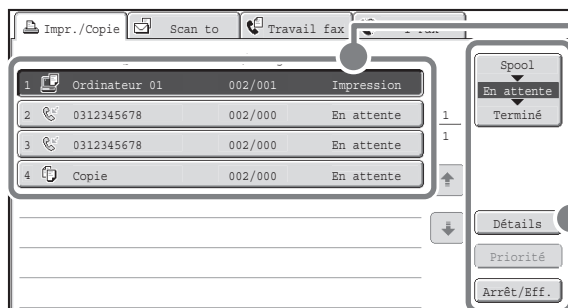 Impr./Copie Scan to Travail fax
Spool
En attente
Terminé
1 Ordinateur 01 002/001 Impression
2 0312345678 002/000 En attente
3 0312345678 002/000 En attente
4 Copie 002/000 En attente
1
1
Détails
Priorité
Arrêt/Eff.